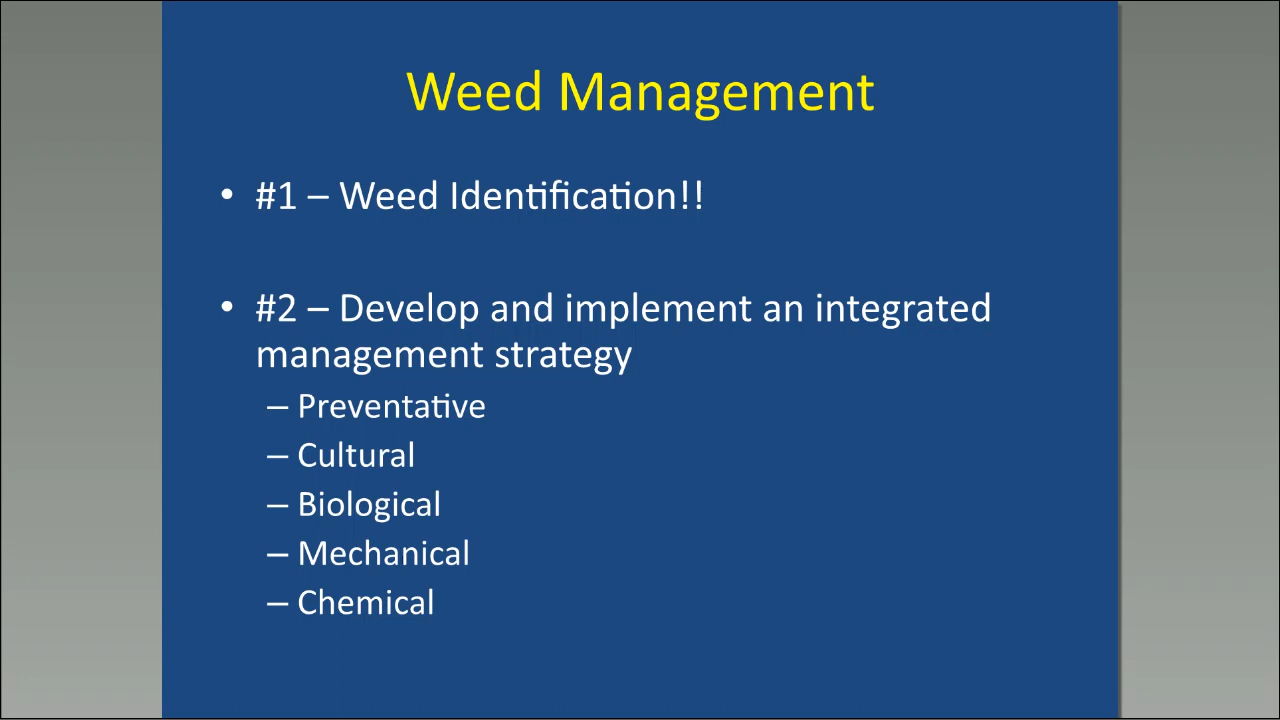 Weed Management
• #1 – Weed Identification!!
• #2 – Develop and implement an integrated
management strategy
– Preventative
– Cultural
– Biological
– Mechanical
– Chemical